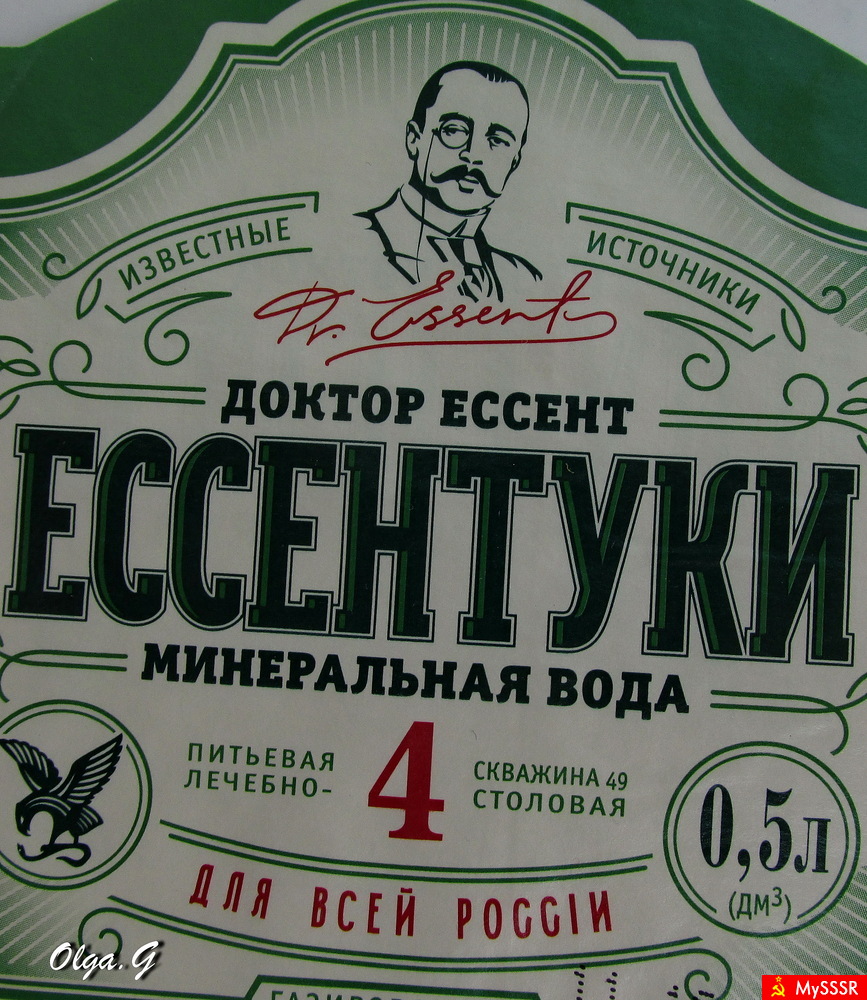 ИЗВЕСТНЫЕ
ИСТОЧНИКИ
Dr. Essent
ДОКТОР ЕССЕНТ
ЕССЕНТУКИ
МИНЕРАЛЬНАЯ ВОДА
ПИТЬЕВАЯ
ЛЕЧЕБНО-
4
СКВАЖИНА 49
СТОЛОВАЯ
0,5л
(ДМ³)
ДЛЯ ВСЕЙ РОССІИ
Olga.G
MySSSR